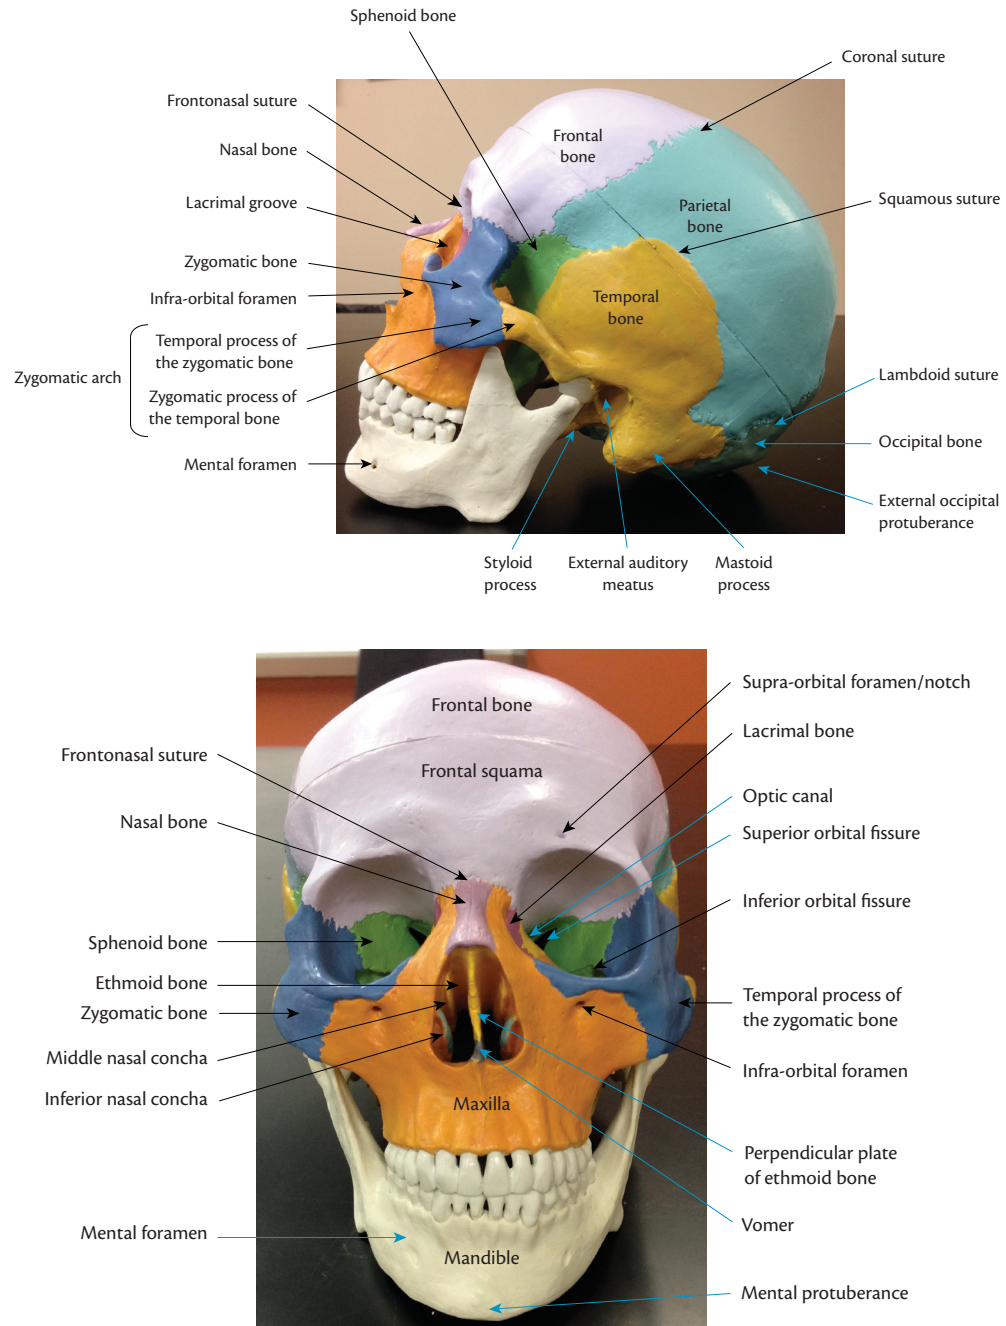 Sphenoid bone
Coronal suture
Frontonasal suture
Nasal bone
Lacrimal groove
Zygomatic bone
Infra-orbital foramen
Zygomatic arch
Temporal process of
the zygomatic bone
Zygomatic process of
the temporal bone
Mental foramen
Frontal
bone
Parietal
bone
Temporal
bone
Squamous suture
Lambdoid suture
Occipital bone
External occipital
protuberance
Styloid
process
External auditory
meatus
Mastoid
process
Frontal bone
Frontal squama
Frontonasal suture
Nasal bone
Sphenoid bone
Ethmoid bone
Zygomatic bone
Middle nasal concha
Inferior nasal concha
Mental foramen
Maxilla
Mandible
Supra-orbital foramen/notch
Lacrimal bone
Optic canal
Superior orbital fissure
Inferior orbital fissure
Temporal process of
the zygomatic bone
Infra-orbital foramen
Perpendicular plate
of ethmoid bone
Vomer
Mental protuberance